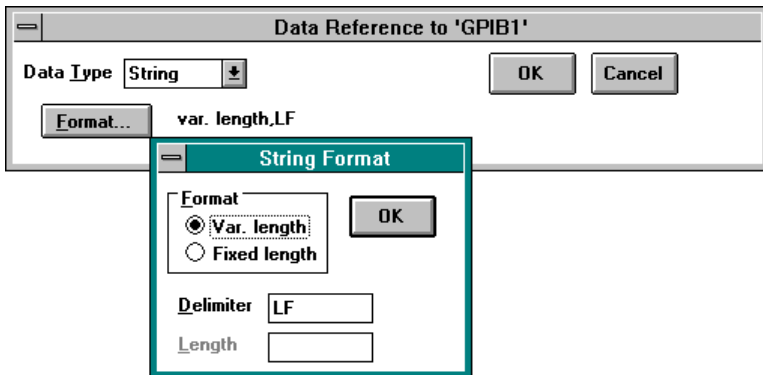 Data Reference to 'GPIB1'
Data Type String OK Cancel
Format... var. length,LF
String Format
Format
Var. length
Fixed length
OK
Delimiter LF
Length